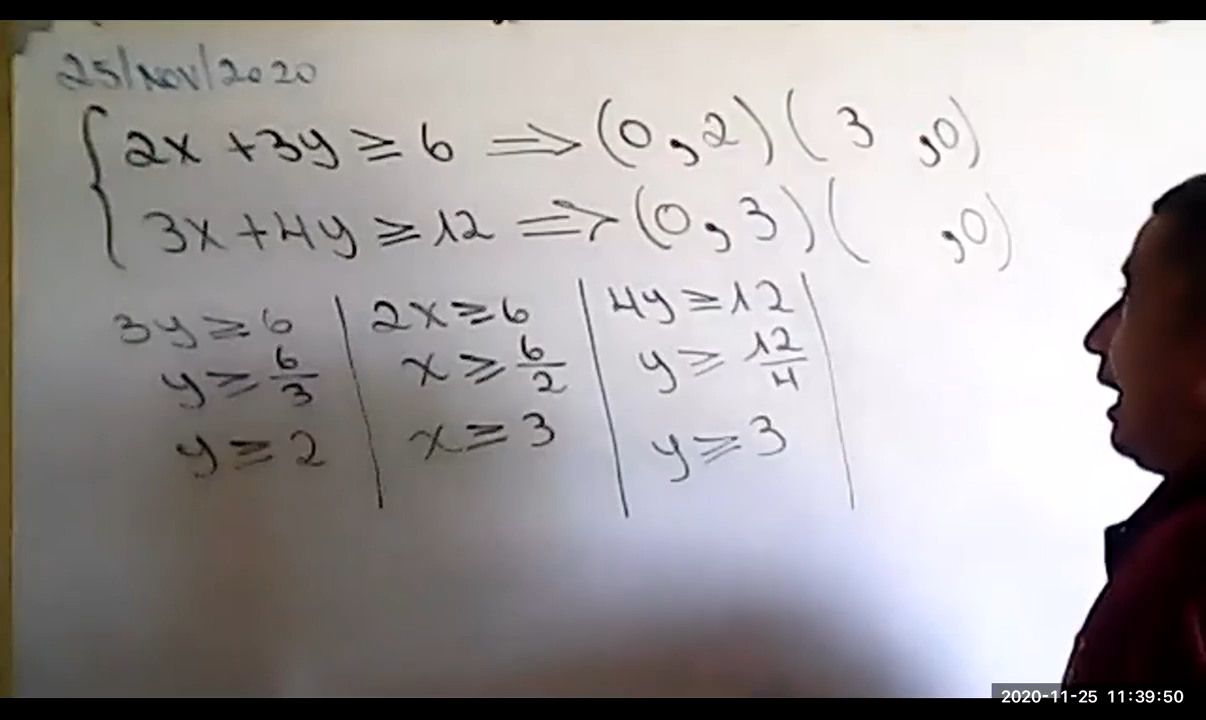 25/Nov/2020
2x + 3y ≥ 6 ⇒ (0, 2) ( 3 , 0)
3x + 4y ≥ 12 ⇒ (0, 3) (   , 0)
3y ≥ 6
y ≥ 6/3
y ≥ 2
2x ≥ 6
x ≥ 6/2
x ≥ 3
4y ≥ 12
y ≥ 12/4
y ≥ 3
2020-11-25 11:39:50